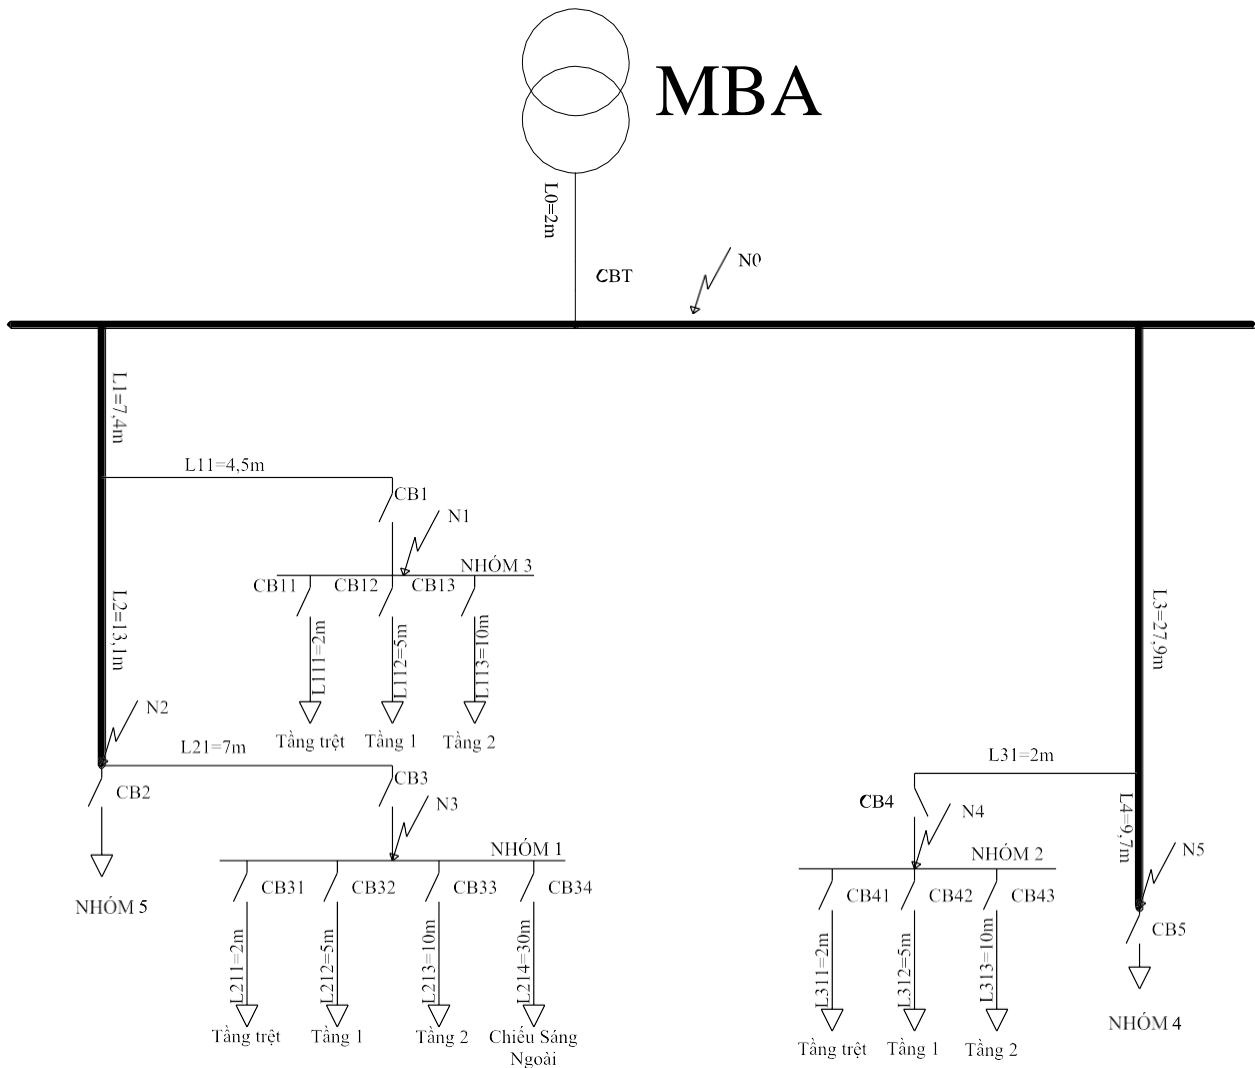 MBA
L0=2m
CBT
N0
L1=7,4m
L11=4,5m
CB1
N1
NHÓM 3
CB11
CB12
CB13
L111=2m
L112=5m
L113=10m
Tầng trệt
Tầng 1
Tầng 2
L2=13,1m
L3=27,9m
N2
L21=7m
CB2
NHÓM 5
CB3
N3
NHÓM 1
CB31
CB32
CB33
CB34
L211=2m
L212=5m
L213=10m
L214=30m
Tầng trệt
Tầng 1
Tầng 2
Chiếu Sáng
Ngoài
L31=2m
CB4
N4
L4=9,7m
NHÓM 2
CB41
CB42
CB43
L311=2m
L312=5m
L313=10m
Tầng trệt
Tầng 1
Tầng 2
N5
CB5
NHÓM 4